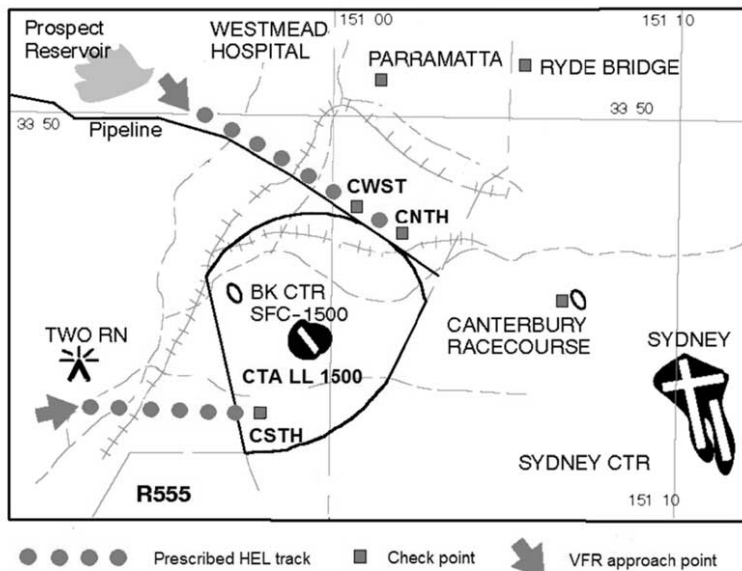 Prospect
Reservoir
WESTMEAD
HOSPITAL
151 00
151 10
PARRAMATTA
RYDE BRIDGE
33 50
Pipeline
33 50
CWST
CNTH
BK CTR
SFC-1500
TWO RN
CANTERBURY
RACECOURSE
SYDNEY
CTA LL 1500
CSTH
SYDNEY CTR
R555
151 10
Prescribed HEL track
Check point
VFR approach point